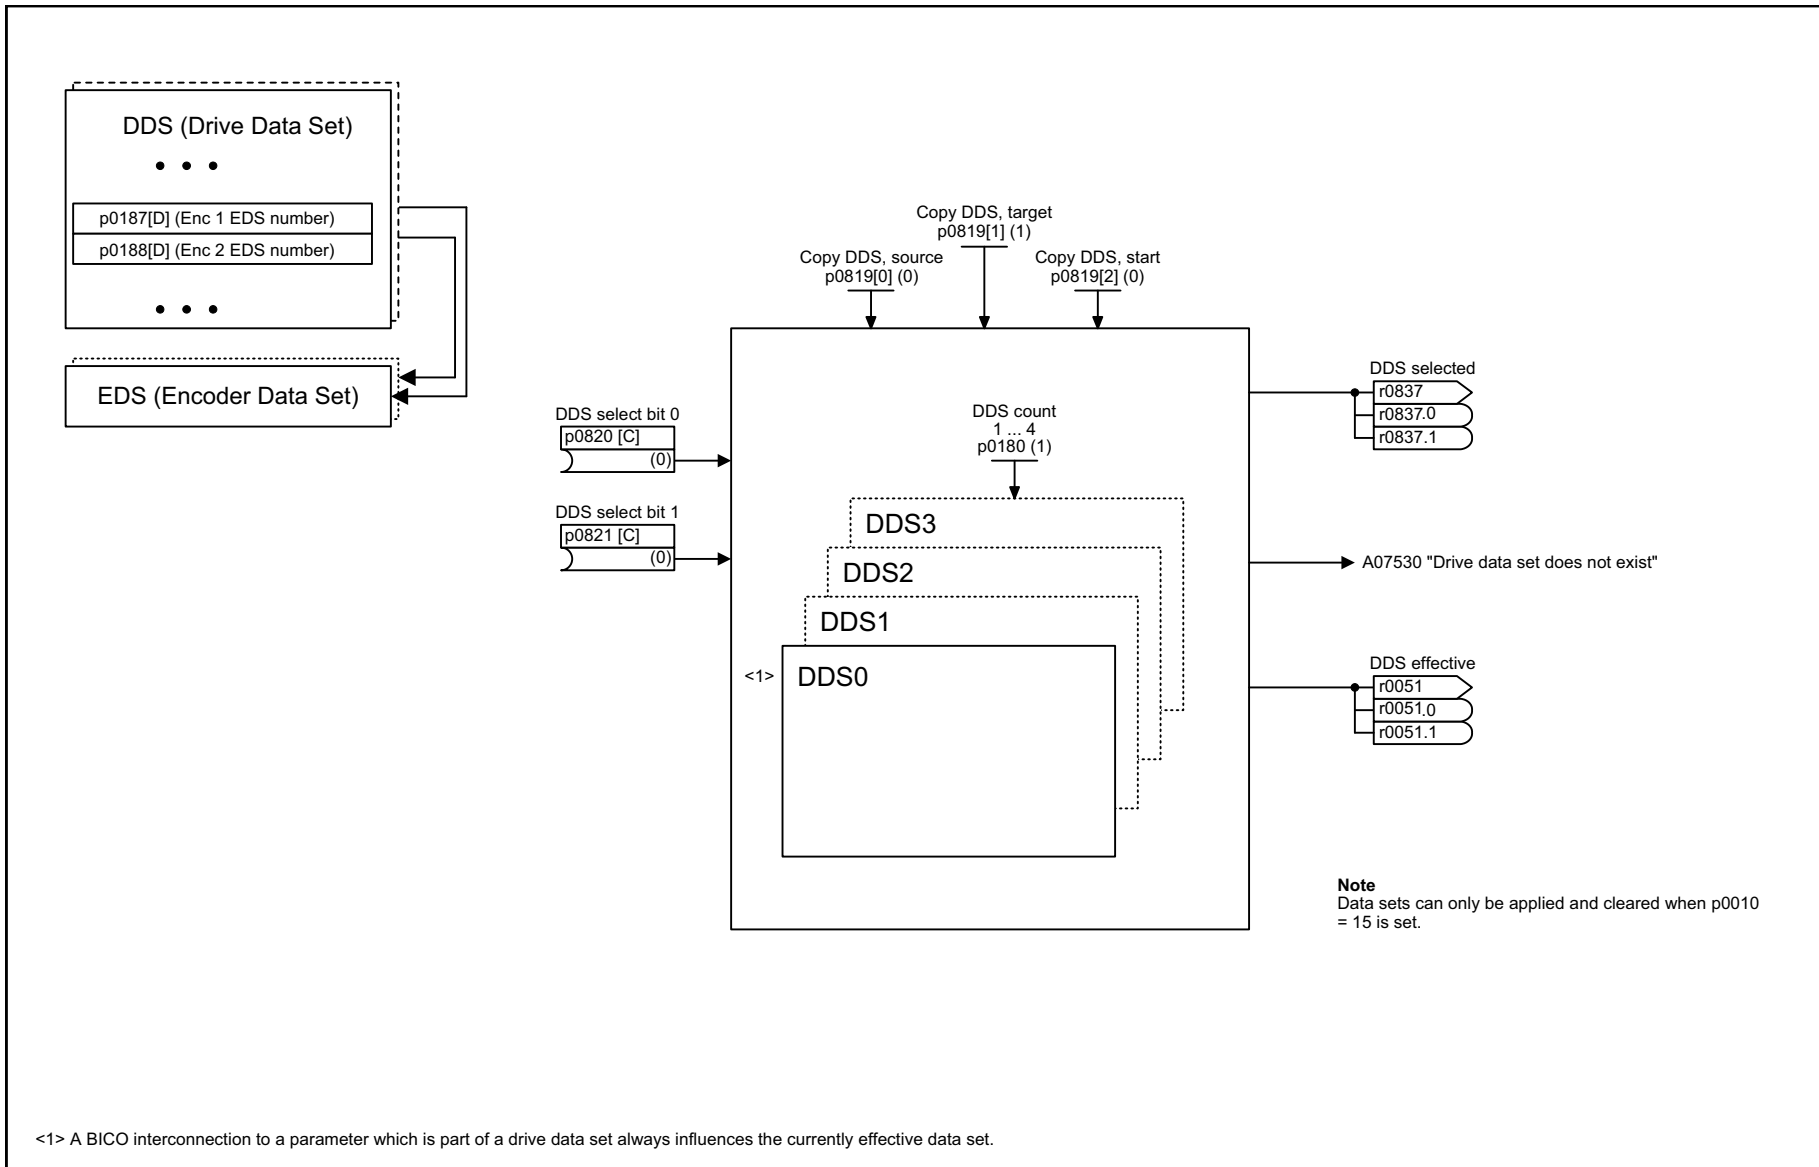 DDS (Drive Data Set)
• • •
p0187[D] (Enc 1 EDS number)
p0188[D] (Enc 2 EDS number)
• • •
EDS (Encoder Data Set)
Copy DDS, target
p0819[1] (1)
Copy DDS, source
p0819[0] (0)
Copy DDS, start
p0819[2] (0)
DDS select bit 0
p0820 [C]
(0)
DDS select bit 1
p0821 [C]
(0)
DDS count
1 ... 4
p0180 (1)
DDS3
DDS2
DDS1
<1>
DDS0
DDS selected
r0837
r0837.0
r0837.1
A07530 "Drive data set does not exist"
DDS effective
r0051
r0051.0
r0051.1
Note
Data sets can only be applied and cleared when p0010
= 15 is set.
<1> A BICO interconnection to a parameter which is part of a drive data set always influences the currently effective data set.